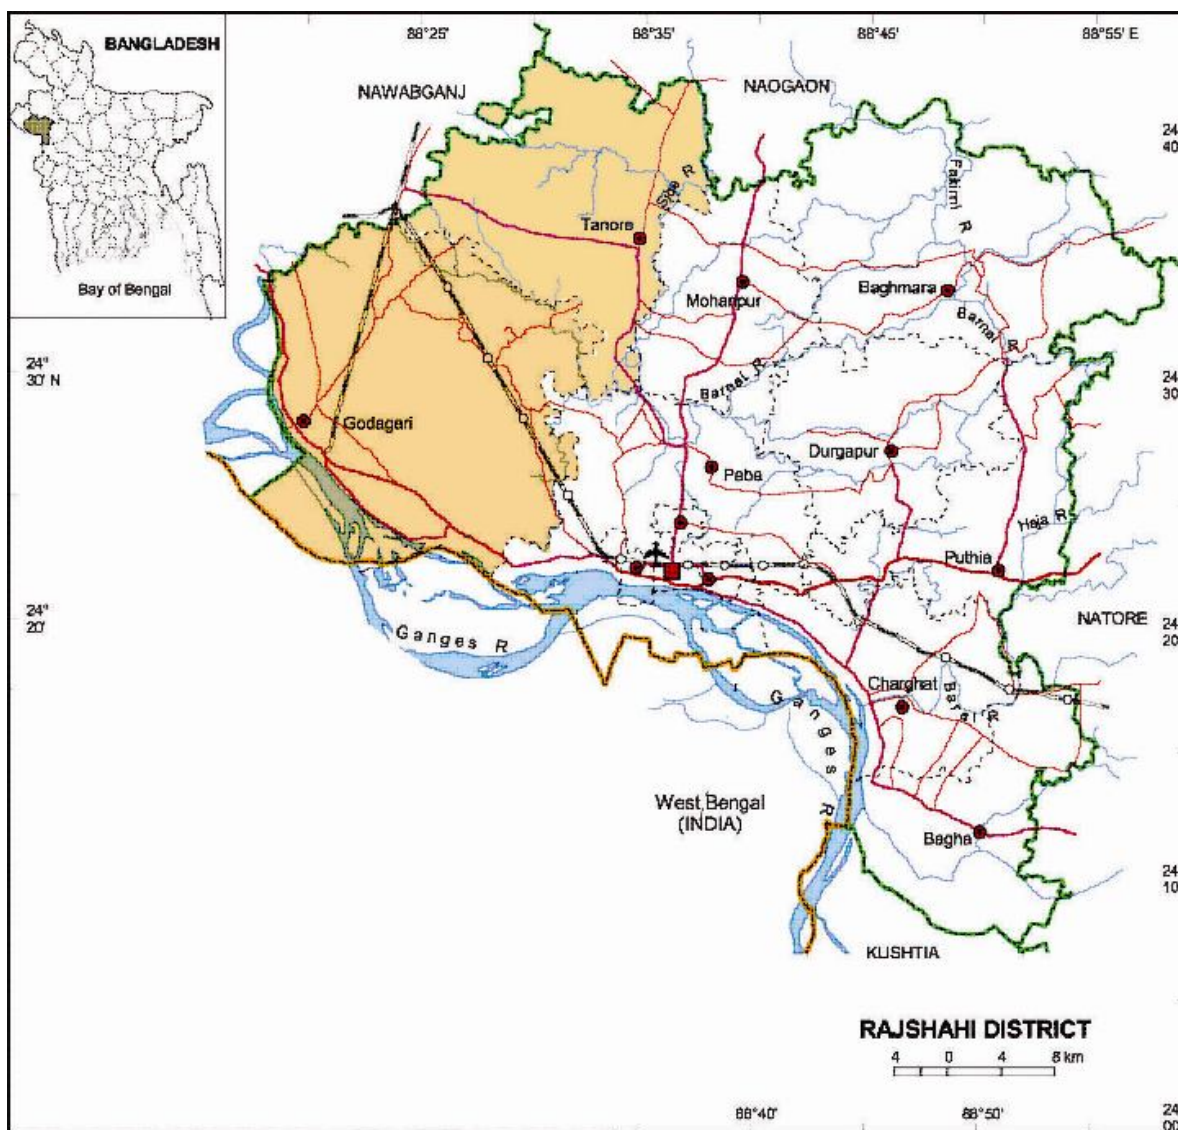 88°25'
88°35'
88°45'
88°55' E
BANGLADESH
Bay of Bengal
NAWABGANJ
NAOGAON
24°
40'
Fakirni R
Siva R
Tanore
Mohanpur
Baghmara
Barnai R
24°
30' N
24°
30'
Barnai R
Godagari
Durgapur
Paba
Hoja R
Puthia
24°
20'
24°
20'
NATORE
Ganges R
Charghat
Baral R
Ganges R
West Bengal
(INDIA)
Bagha
24°
10'
KUSHTIA
RAJSHAHI DISTRICT
4 0 4 8 km
88°40'
88°50'
24°
00'